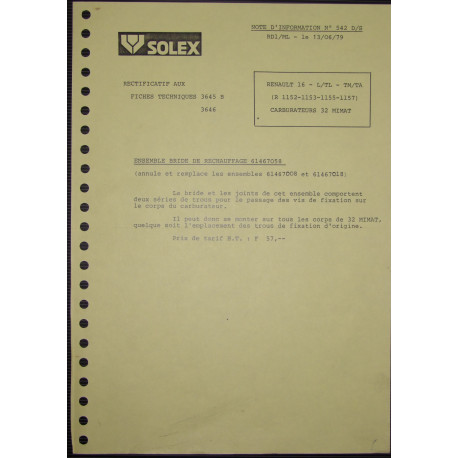 SOLEX
NOTE D'INFORMATION N° 542 D/E
RD1/ML - le 13/06/79
RECTIFICATIF AUX
FICHES TECHNIQUES 3645 B
3646
RENAULT 16 - L/TL - TM/TA
(R 1152-1153-1155-1157)
CARBURATEURS 32 MIMAT
ENSEMBLE BRIDE DE RECHAUFFAGE 61467058
(annule et remplace les ensembles 61467008 et 61467018)
La bride et les joints de cet ensemble comportent
deux séries de trous pour le passage des vis de fixation sur
le corps du carburateur.
Il peut donc se monter sur tous les corps de 32 MIMAT,
quelque soit l'emplacement des trous de fixation d'origine.
Prix de tarif H.T. : F 57,--